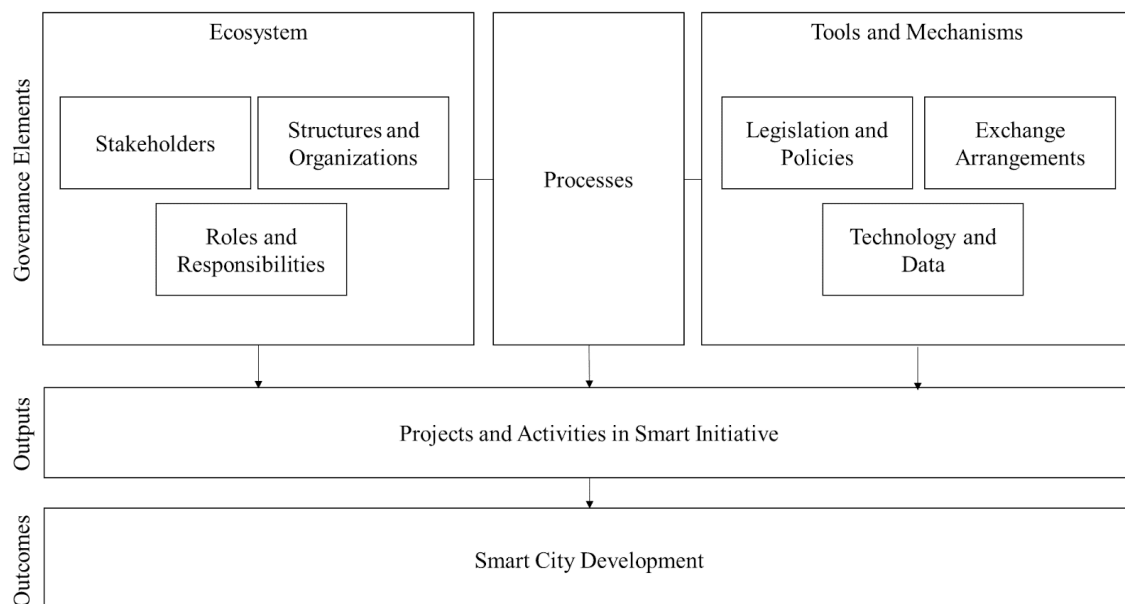 Governance Elements
Ecosystem
Stakeholders
Structures and
Organizations
Roles and
Responsibilities
Processes
Tools and Mechanisms
Legislation and
Policies
Exchange
Arrangements
Technology and
Data
Outputs
Projects and Activities in Smart Initiative
Outcomes
Smart City Development